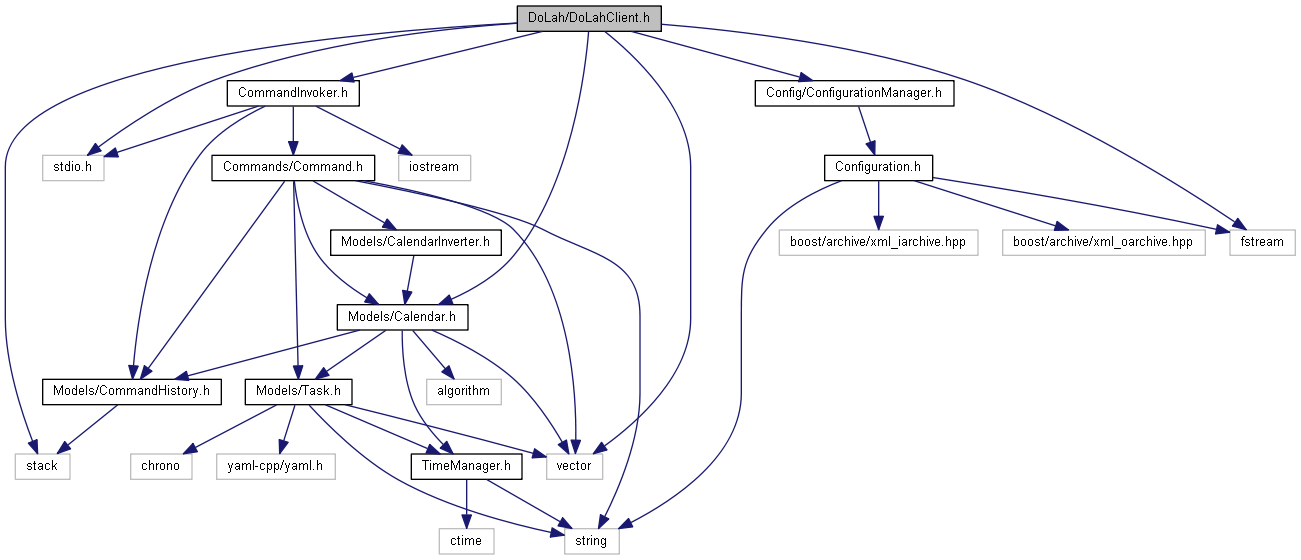 DoLah/DoLahClient.h
CommandInvoker.h
Config/ConfigurationManager.h
stdio.h
Commands/Command.h
iostream
Configuration.h
Models/CalendarInverter.h
boost/archive/xml_iarchive.hpp
boost/archive/xml_oarchive.hpp
fstream
Models/Calendar.h
Models/CommandHistory.h
Models/Task.h
algorithm
stack
chrono
yaml-cpp/yaml.h
TimeManager.h
vector
ctime
string